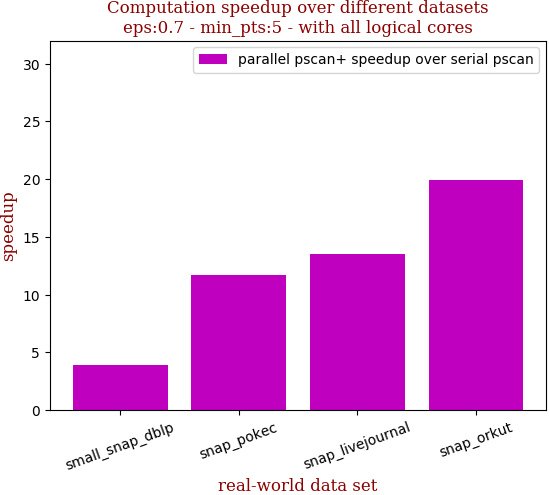 Computation speedup over different datasets
eps:0.7 - min_pts:5 - with all logical cores
parallel pscan+ speedup over serial pscan
speedup
30
25
20
15
10
5
0
small_snap_dblp
snap_pokec
snap_livejournal
snap_orkut
real-world data set